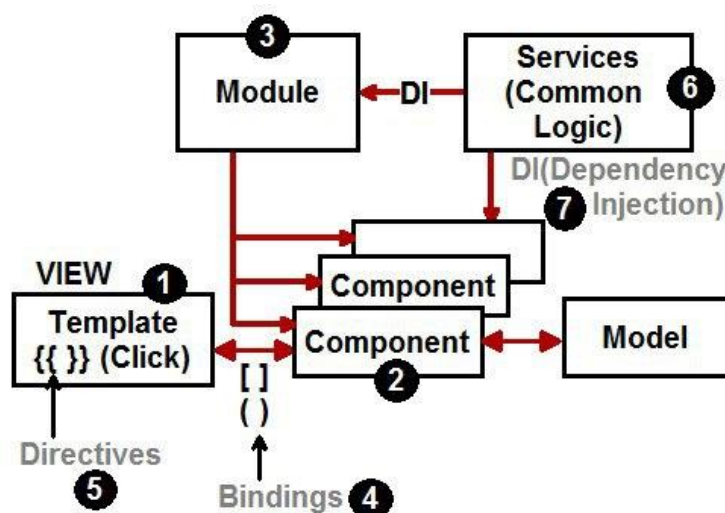 3
Module
DI
Services
(Common
Logic)
6
DI(Dependency
Injection)
7
VIEW
1
Template
{{ }} (Click)
[ ]
( )
Component
Component
2
Model
Directives
5
Bindings
4